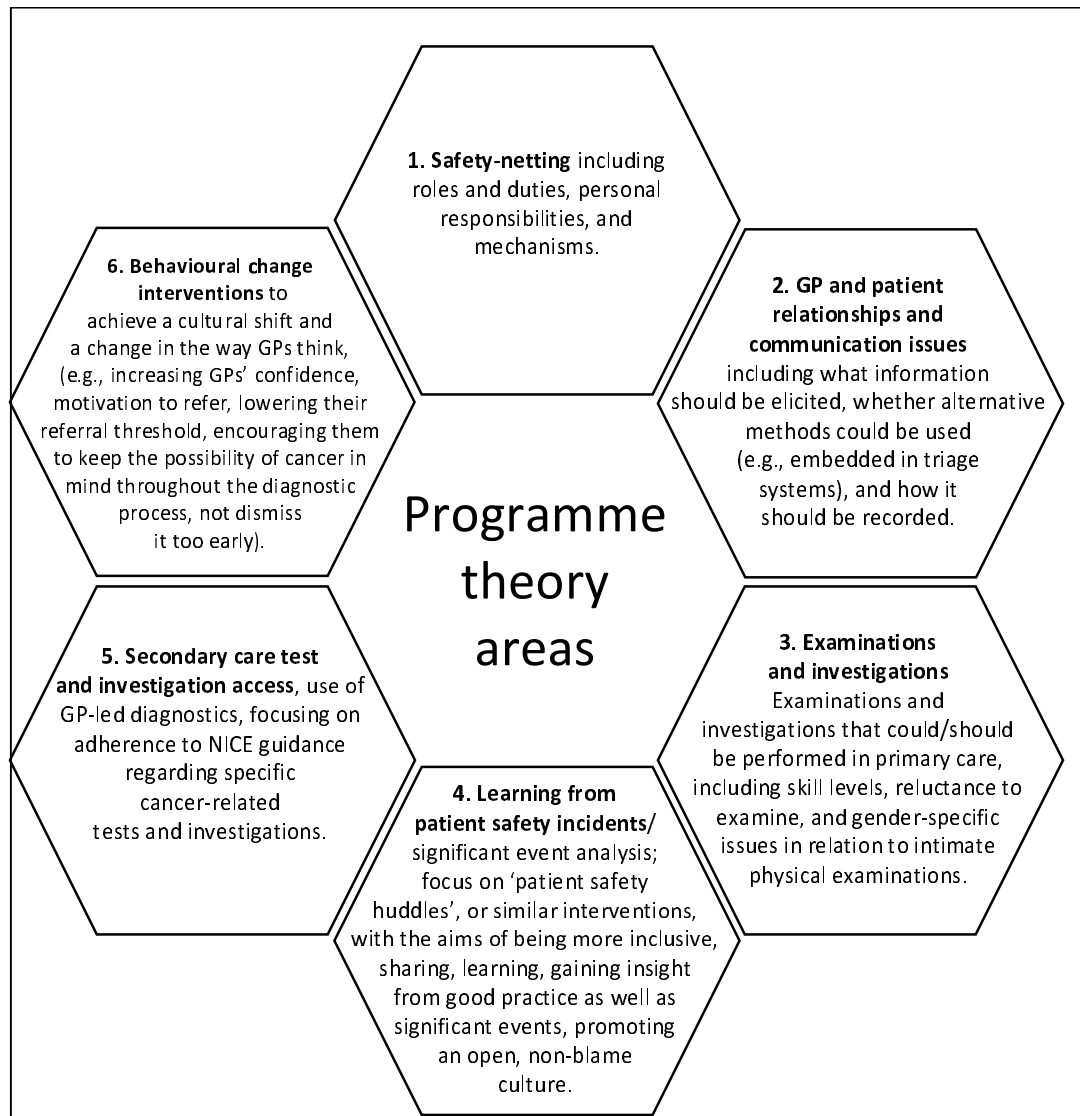 1. Safety-netting including
roles and duties, personal
responsibilities, and
mechanisms.
2. GP and patient
relationships and
communication issues
including what information
should be elicited, whether alternative
methods could be used
(e.g., embedded in triage
systems), and how it
should be recorded.
3. Examinations
and investigations
Examinations and
investigations that could/should
be performed in primary care,
including skill levels, reluctance to
examine, and gender-specific
issues in relation to intimate
physical examinations.
4. Learning from
patient safety incidents/
significant event analysis;
focus on ‘patient safety
huddles’, or similar interventions,
with the aims of being more inclusive,
sharing, learning, gaining insight
from good practice as well as
significant events, promoting
an open, non-blame
culture.
5. Secondary care test
and investigation access, use of
GP-led diagnostics, focusing on
adherence to NICE guidance
regarding specific
cancer-related
tests and investigations.
6. Behavioural change
interventions to
achieve a cultural shift and
a change in the way GPs think,
(e.g., increasing GPs’ confidence,
motivation to refer, lowering their
referral threshold, encouraging them
to keep the possibility of cancer in
mind throughout the diagnostic
process, not dismiss
it too early).
Programme
theory
areas